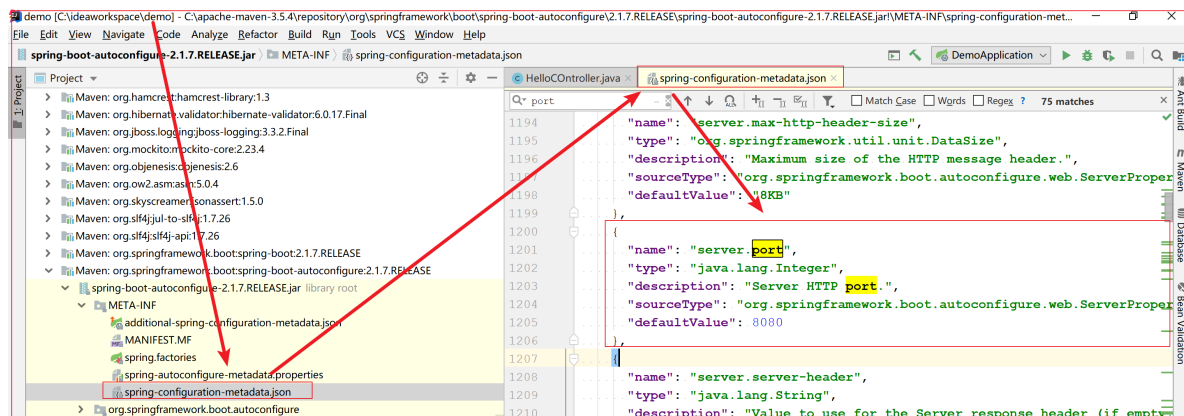 demo [C:\ideaworkspace\demo] - C:\apache-maven-3.5.4\repository\org\springframework\boot\spring-boot-autoconfigure\2.1.7.RELEASE\spring-boot-autoconfigure-2.1.7.RELEASE.jar!\META-INF\spring-configuration-met...
File Edit View Navigate Code Analyze Refactor Build Run Tools VCS Window Help
spring-boot-autoconfigure-2.1.7.RELEASE.jar META-INF spring-configuration-metadata.json DemoApplication
1: Project
Project
Maven: org.hamcrest:hamcrest-library:1.3
Maven: org.hibernate.validator:hibernate-validator:6.0.17.Final
Maven: org.jboss.logging:jboss-logging:3.3.2.Final
Maven: org.mockito:mockito-core:2.23.4
Maven: org.objenesis:objenesis:2.6
Maven: org.ow2.asm:asm:5.0.4
Maven: org.skyscreamer:jsonassert:1.5.0
Maven: org.slf4j:jul-to-slf4j:1.7.26
Maven: org.slf4j:slf4j-api:1.7.26
Maven: org.springframework.boot:spring-boot:2.1.7.RELEASE
Maven: org.springframework.boot:spring-boot-autoconfigure:2.1.7.RELEASE
spring-boot-autoconfigure-2.1.7.RELEASE.jar library root
META-INF
additional-spring-configuration-metadata.json
MANIFEST.MF
spring.factories
spring-autoconfigure-metadata.properties
spring-configuration-metadata.json
org.springframework.boot.autoconfigure
HelloCOntroller.java spring-configuration-metadata.json
port Match Case Words Regex ? 75 matches
1194 "name": "server.max-http-header-size",
1195 "type": "org.springframework.util.unit.DataSize",
1196 "description": "Maximum size of the HTTP message header.",
1197 "sourceType": "org.springframework.boot.autoconfigure.web.ServerProper
1198 "defaultValue": "8KB"
1199 },
1200 {
1201 "name": "server.port",
1202 "type": "java.lang.Integer",
1203 "description": "Server HTTP port.",
1204 "sourceType": "org.springframework.boot.autoconfigure.web.ServerProper
1205 "defaultValue": 8080
1206 },
1207 {
1208 "name": "server.server-header",
1209 "type": "java.lang.String",
1210 "description": "Value to use for the Server response header (if empty
Ant Build
Maven
Database
Bean Validation